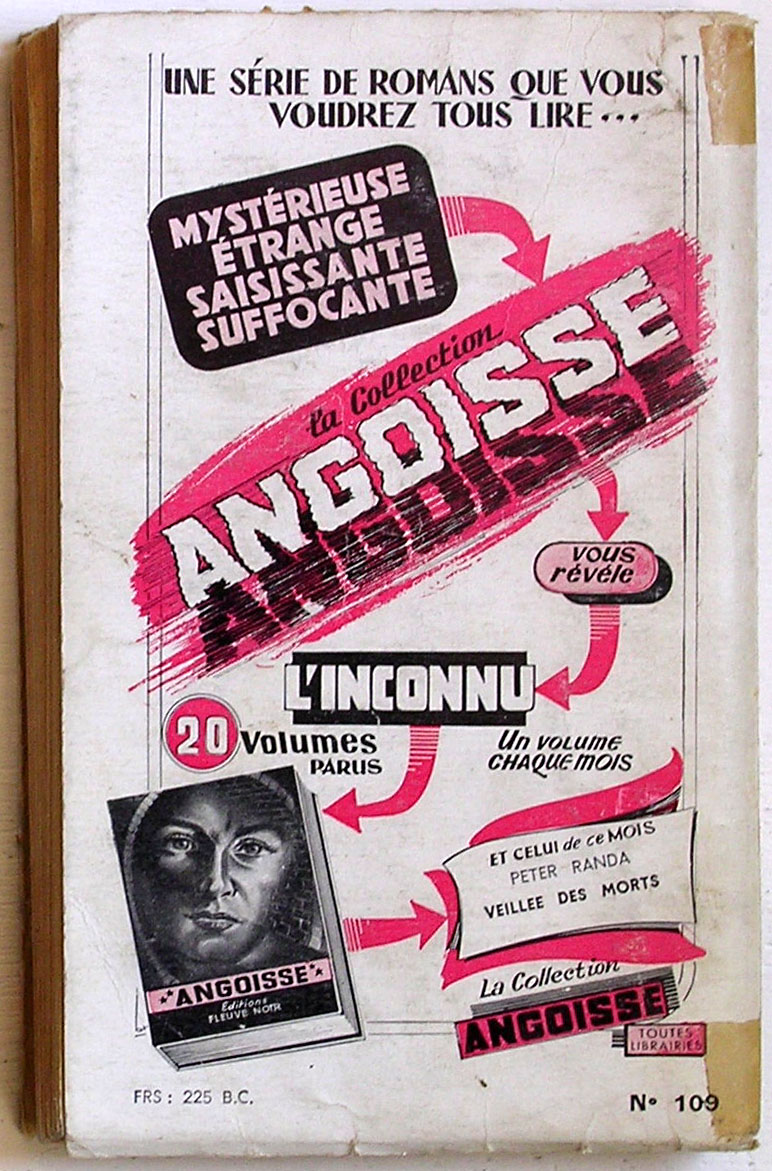 UNE SÉRIE DE ROMANS QUE VOUS
VOUDREZ TOUS LIRE...
MYSTÉRIEUSE
ÉTRANGE
SAISISSANTE
SUFFOCANTE
la Collection
ANGOISSE
ANGOISSE
VOUS
révéle
L'INCONNU
20 Volumes
PARUS
Un VOLUME
CHAQUE MOIS
ANGOISSE
Editions
FLEUVE NOIR
ET CELUI de ce MOIS
PETER RANDA
VEILLEE DES MORTS
La Collection
ANGOISSE
TOUTES
LIBRAIRIES
FRS : 225 B.C.
N° 109